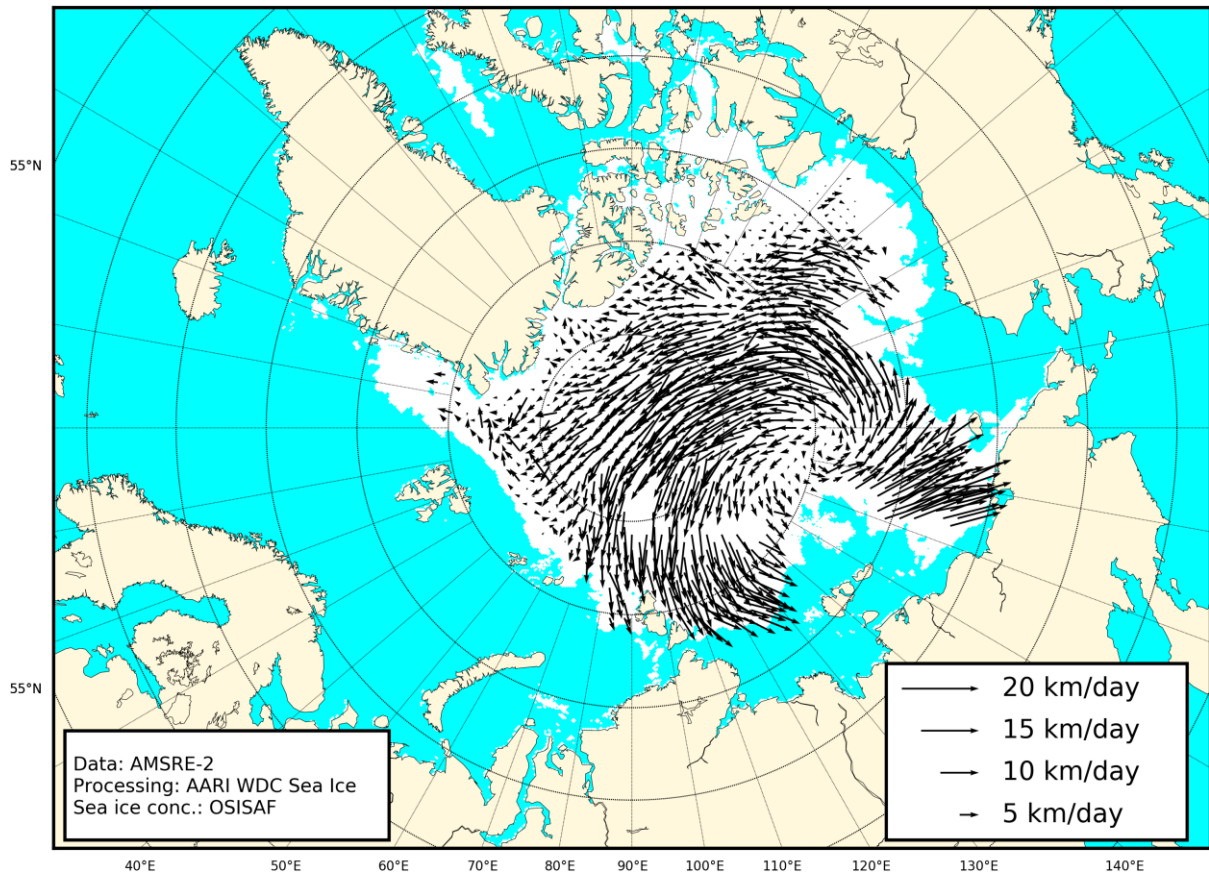 55°N
55°N
Data: AMSRE-2
Processing: AARI WDC Sea Ice
Sea ice conc.: OSISAF
20 km/day
15 km/day
10 km/day
5 km/day
40°E 50°E 60°E 70°E 80°E 90°E 100°E 110°E 120°E 130°E 140°E